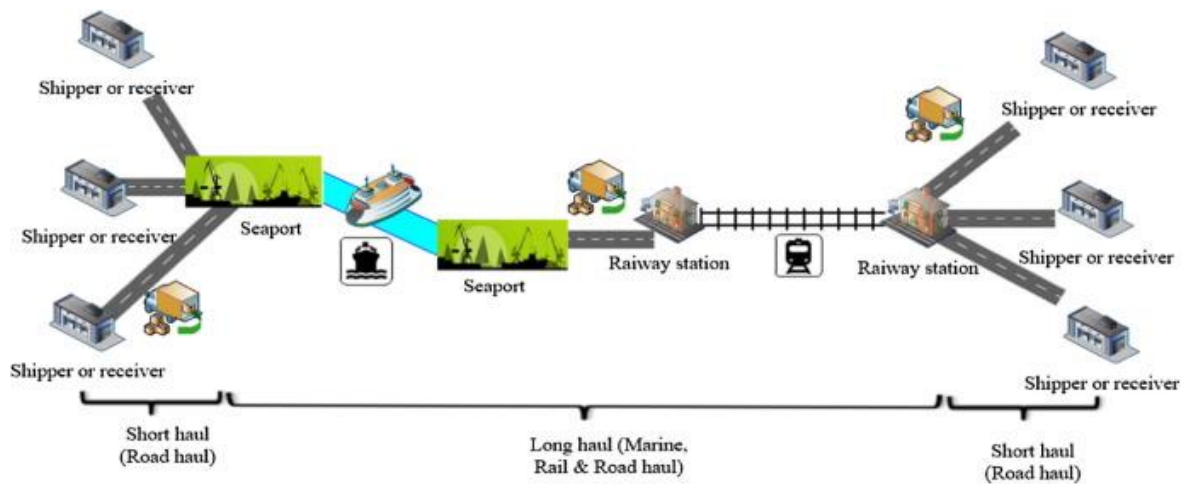 Shipper or receiver
Shipper or receiver
Shipper or receiver
Seaport
Seaport
Raiway station
Raiway station
Shipper or receiver
Shipper or receiver
Shipper or receiver
Short haul
(Road haul)
Long haul (Marine,
Rail & Road haul)
Short haul
(Road haul)